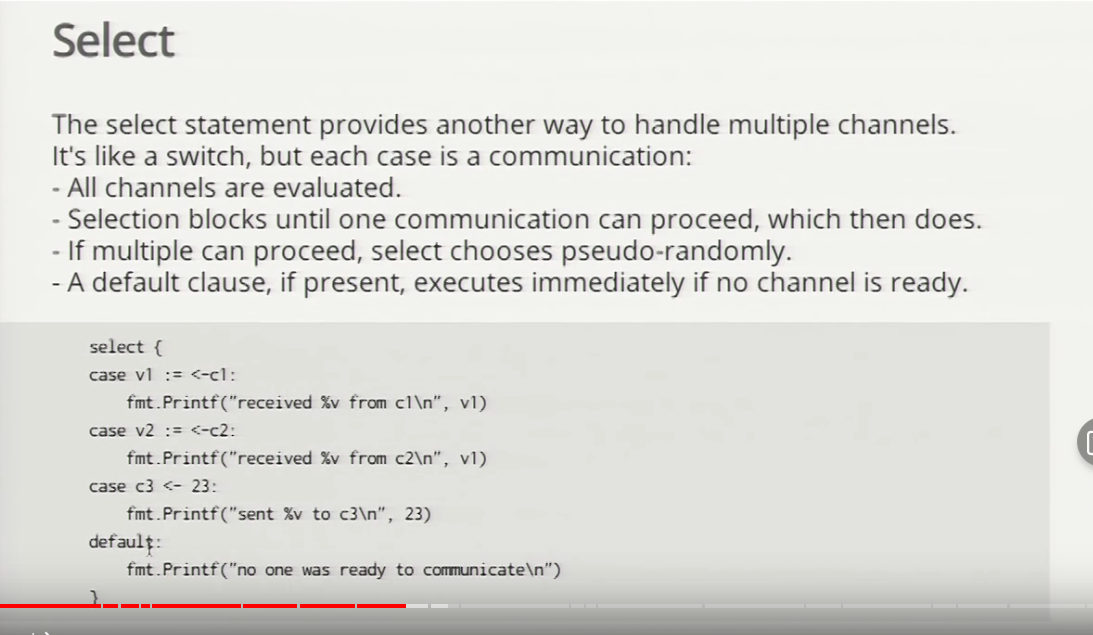 Select
The select statement provides another way to handle multiple channels.
It's like a switch, but each case is a communication:
- All channels are evaluated.
- Selection blocks until one communication can proceed, which then does.
- If multiple can proceed, select chooses pseudo-randomly.
- A default clause, if present, executes immediately if no channel is ready.
select {
case v1 := <-c1:
fmt.Printf("received %v from c1\n", v1)
case v2 := <-c2:
fmt.Printf("received %v from c2\n", v1)
case c3 <- 23:
fmt.Printf("sent %v to c3\n", 23)
default:
fmt.Printf("no one was ready to communicate\n")
}